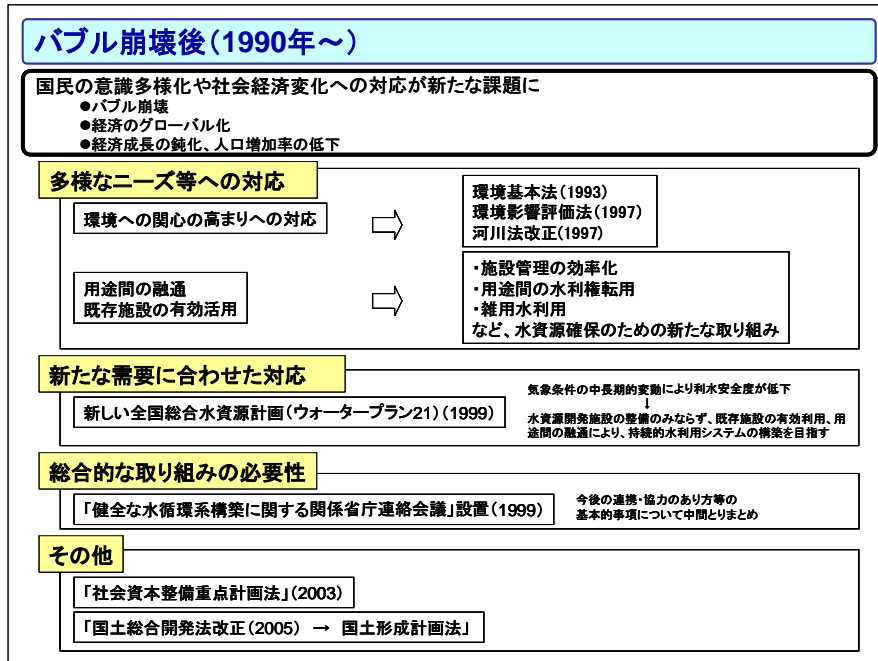 バブル崩壊後(1990年～)
国民の意識多様化や社会経済変化への対応が新たな課題に
●バブル崩壊
●経済のグローバル化
●経済成長の鈍化、人口増加率の低下
多様なニーズ等への対応
環境への関心の高まりへの対応
環境基本法(1993)
環境影響評価法(1997)
河川法改正(1997)
用途間の融通
既存施設の有効活用
・施設管理の効率化
・用途間の水利権転用
・雑用水利用
など、水資源確保のための新たな取り組み
新たな需要に合わせた対応
新しい全国総合水資源計画(ウォータープラン21)(1999)
気象条件の中長期的変動により利水安全度が低下
↓
水資源開発施設の整備のみならず、既存施設の有効利用、用
途間の融通により、持続的水利用システムの構築を目指す
総合的な取り組みの必要性
「健全な水循環系構築に関する関係省庁連絡会議」設置(1999)
今後の連携・協力のあり方等の
基本的事項について中間とりまとめ
その他
「社会資本整備重点計画法」(2003)
「国土総合開発法改正(2005) → 国土形成計画法」